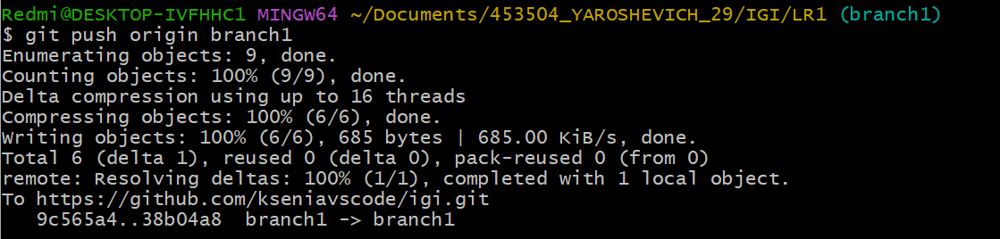 Redmi@DESKTOP-IVFHHC1 MINGW64 ~/Documents/453504_YAROSHEVICH_29/IGI/LR1 (branch1)
$ git push origin branch1
Enumerating objects: 9, done.
Counting objects: 100% (9/9), done.
Delta compression using up to 16 threads
Compressing objects: 100% (6/6), done.
Writing objects: 100% (6/6), 685 bytes | 685.00 KiB/s, done.
Total 6 (delta 1), reused 0 (delta 0), pack-reused 0 (from 0)
remote: Resolving deltas: 100% (1/1), completed with 1 local object.
To https://github.com/kseniavscode/igi.git
   9c565a4..38b04a8  branch1 -> branch1